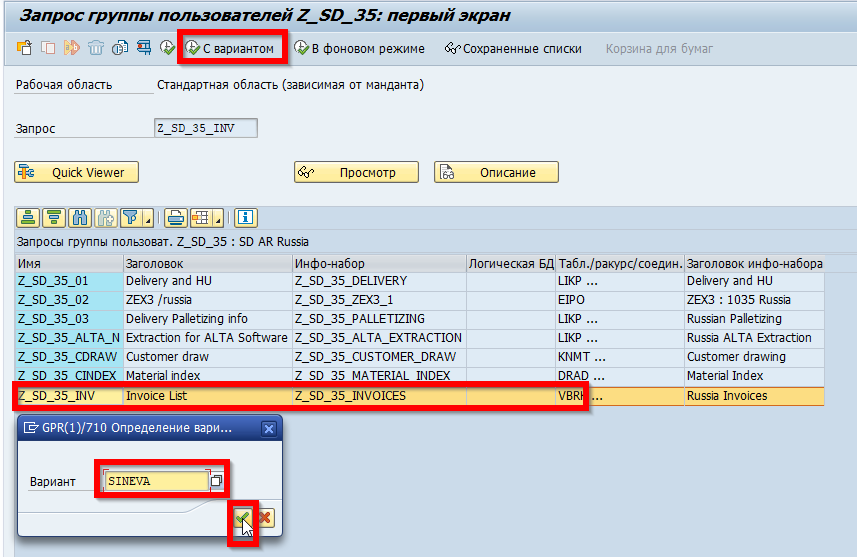 Запрос группы пользователей Z_SD_35: первый экран
С вариантом В фоновом режиме Сохраненные списки Корзина для бумаг
Рабочая область Стандартная область (зависимая от манданта)
Запрос Z_SD_35_INV
Quick Viewer Просмотр Описание
Запросы группы пользоват. Z_SD_35 : SD AR Russia
Имя Заголовок Инфо-набор Логическая БД Табл./ракурс/соедин. Заголовок инфо-набора
Z_SD_35_01 Delivery and HU Z_SD_35_DELIVERY LIKP ... Delivery and HU
Z_SD_35_02 ZEX3 /russia Z_SD_35_ZEX3_1 EIPO ZEX3 : 1035 Russia
Z_SD_35_03 Delivery Palletizing info Z_SD_35_PALLETIZING LIKP ... Russian Palletizing
Z_SD_35_ALTA_N Extraction for ALTA Software Z_SD_35_ALTA_EXTRACTION LIKP ... Russia ALTA Extraction
Z_SD_35_CDRAW Customer draw Z_SD_35_CUSTOMER_DRAW KNMT ... Customer drawing
Z_SD_35_CINDEX Material index Z_SD_35_MATERIAL_INDEX DRAD ... Material Index
Z_SD_35_INV Invoice List Z_SD_35_INVOICES VBRK ... Russia Invoices
GPR(1)/710 Определение вари...
Вариант SINEVA